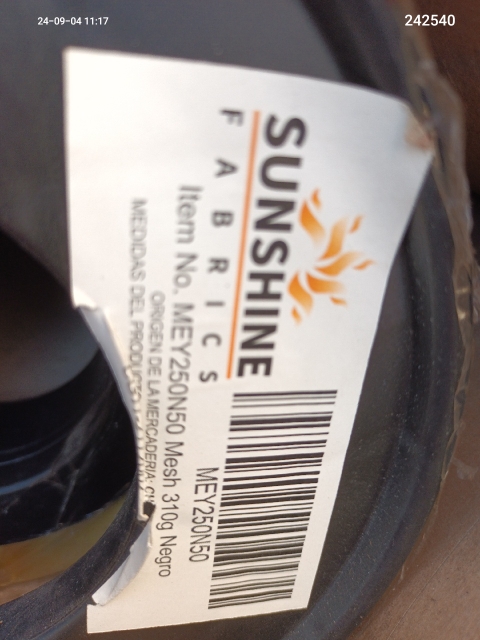 24-09-04 11:17
242540
SUNSHINE
FABRICS
MEY250N50
Item No. MEY250N50 Mesh 310g Negro
ORIGEN DE LA MERCADERIA:
MEDIDAS DEL